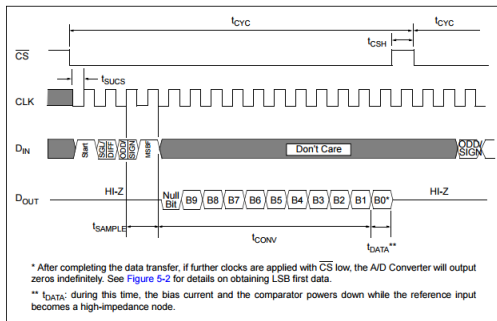 tCYC tCYC
tCSH
CS
tSUCS
CLK
DIN Start SGL/ DIFF ODD/ SIGN MSBF Don't Care ODD/ SIGN
HI-Z Null Bit B9 B8 B7 B6 B5 B4 B3 B2 B1 B0* HI-Z
DOUT
tSAMPLE tCONV tDATA**
* After completing the data transfer, if further clocks are applied with CS low, the A/D Converter will output
zeros indefinitely. See Figure 5-2 for details on obtaining LSB first data.
** tDATA: during this time, the bias current and the comparator powers down while the reference input
becomes a high-impedance node.